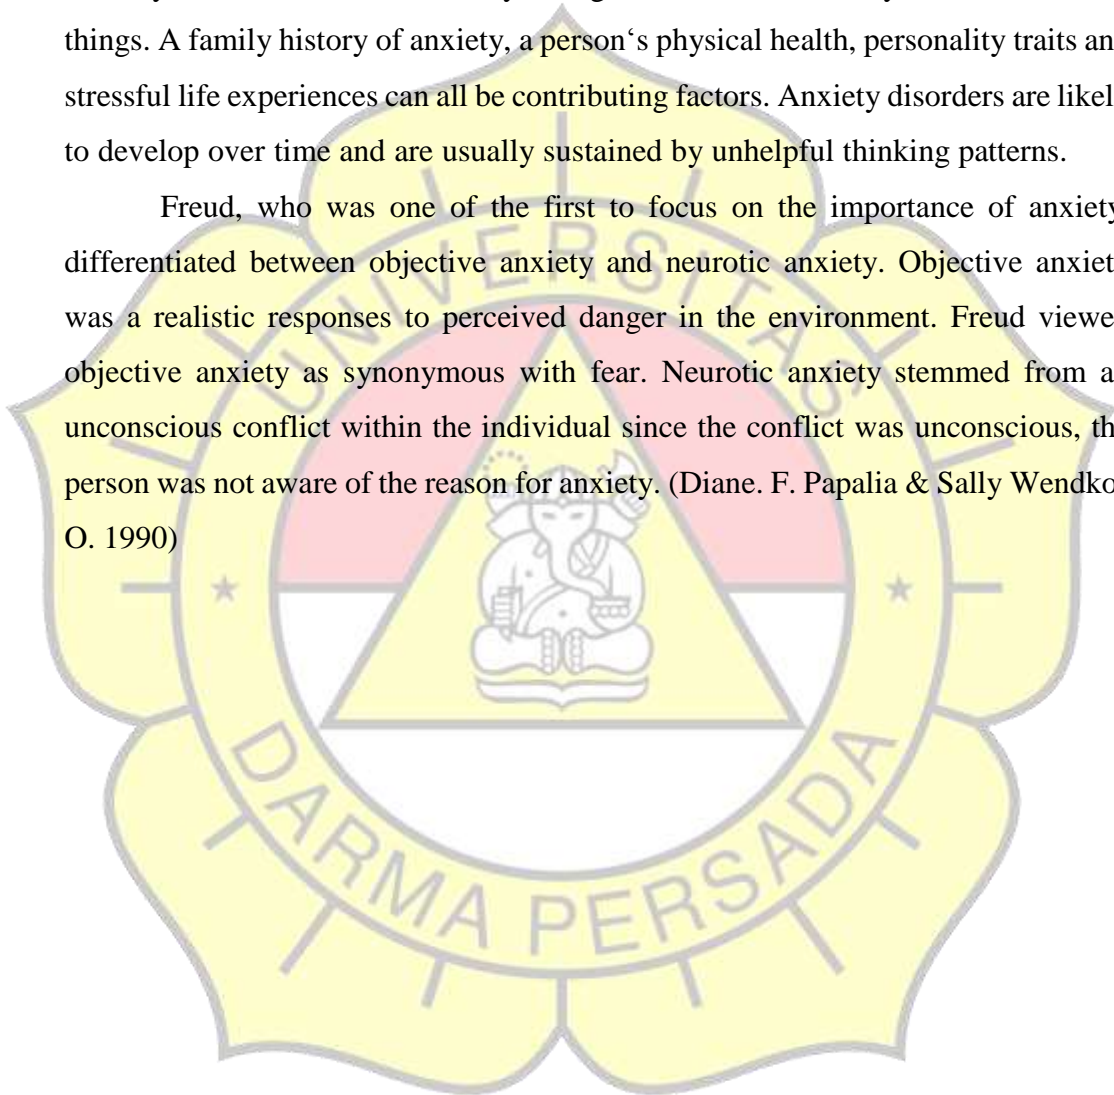 things. A family history of anxiety, a person‘s physical health, personality traits an
stressful life experiences can all be contributing factors. Anxiety disorders are likel
to develop over time and are usually sustained by unhelpful thinking patterns.
Freud, who was one of the first to focus on the importance of anxiety
differentiated between objective anxiety and neurotic anxiety. Objective anxiet
was a realistic responses to perceived danger in the environment. Freud viewe
objective anxiety as synonymous with fear. Neurotic anxiety stemmed from a
unconscious conflict within the individual since the conflict was unconscious, th
person was not aware of the reason for anxiety. (Diane. F. Papalia & Sally Wendko
O. 1990)
UNIVERSITAS
DARMA PERSADA